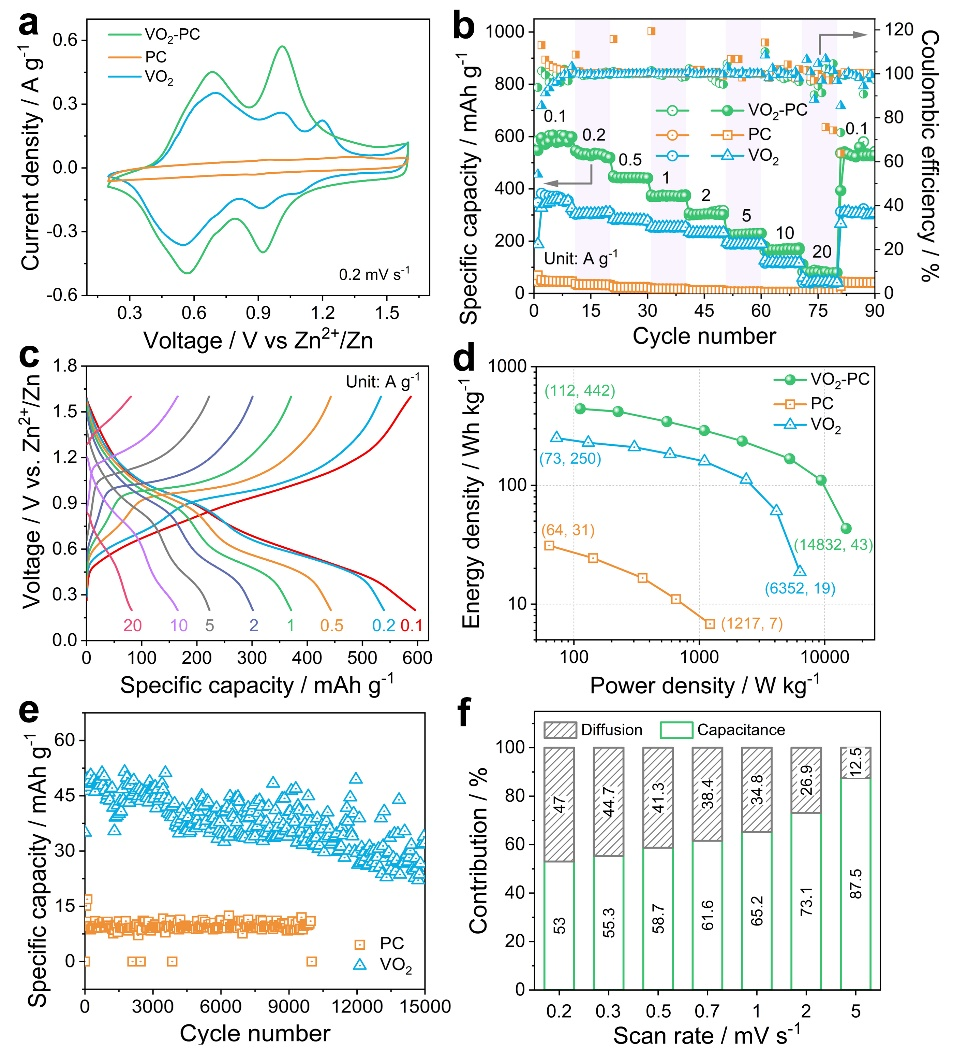 a
VO₂-PC
PC
VO₂
0.6
0.3
0.0
-0.3
-0.6
0.3 0.6 0.9 1.2 1.5
0.2 mV s⁻¹
Current density / A g⁻¹
Voltage / V vs Zn²⁺/Zn
b
1000
800
600
400
200
0
120
100
80
60
40
20
0
0 15 30 45 60 75 90
0.1
0.2
0.5
1
2
5
10
20
0.1
VO₂-PC
PC
VO₂
Unit: A g⁻¹
Specific capacity / mAh g⁻¹
Coulombic efficiency / %
Cycle number
c
1.8
1.5
1.2
0.9
0.6
0.3
0.0
Unit: A g⁻¹
20 10 5 2 1 0.5 0.2 0.1
0 100 200 300 400 500 600
Voltage / V vs. Zn²⁺/Zn
Specific capacity / mAh g⁻¹
d
1000
100
10
100 1000 10000
VO₂-PC
PC
VO₂
(112, 442)
(73, 250)
(64, 31)
(14832, 43)
(6352, 19)
(1217, 7)
Energy density / Wh kg⁻¹
Power density / W kg⁻¹
e
60
45
30
15
0
0 3000 6000 9000 12000 15000
PC
VO₂
Specific capacity / mAh g⁻¹
Cycle number
f
Diffusion
Capacitance
100
80
60
40
20
0
47 44.7 41.3 38.4 34.8 26.9 12.5
53 55.3 58.7 61.6 65.2 73.1 87.5
0.2 0.3 0.5 0.7 1 2 5
Contribution / %
Scan rate / mV s⁻¹